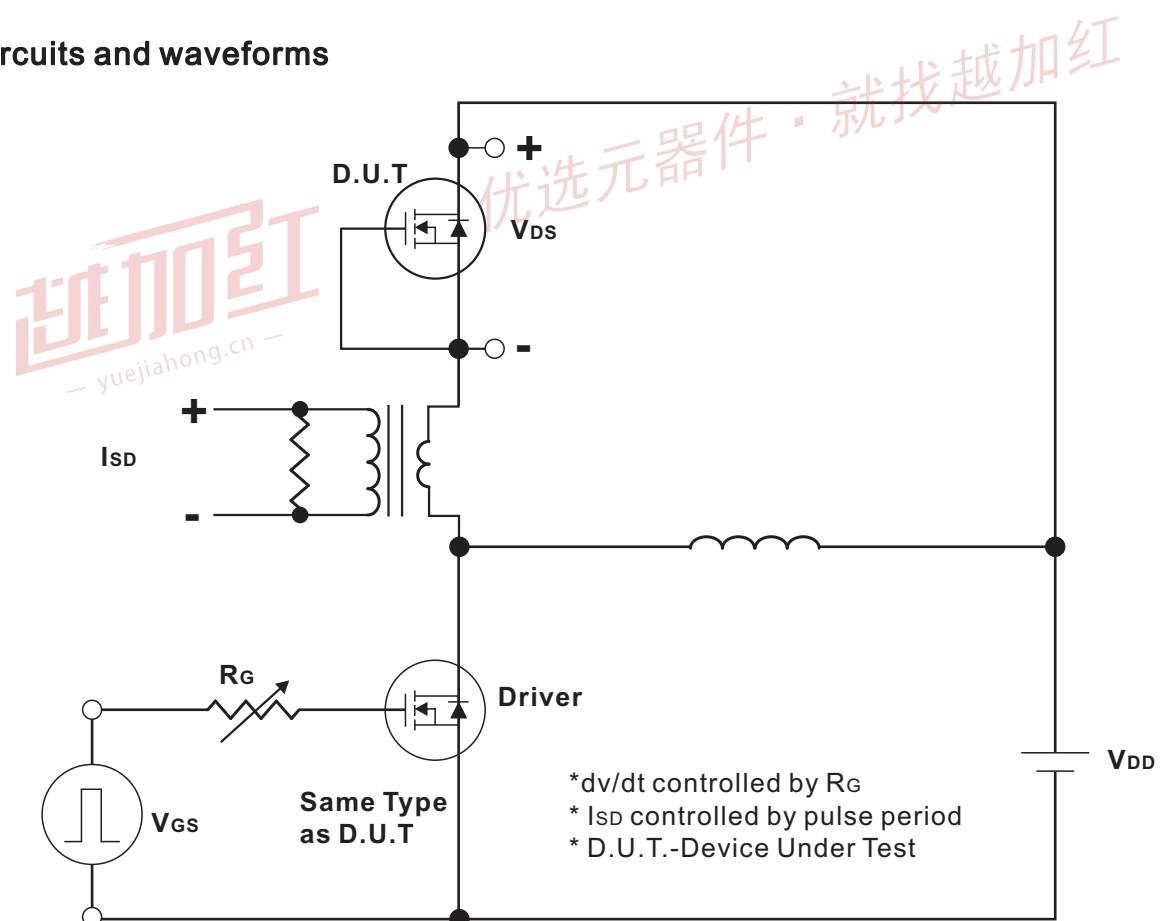 rcuits and waveforms
优选元器件·就找越加红
+
D.U.T
VDS
越加红
— yuejiahong.cn —
-
+
ISD
-
RG
Driver
VDD
*dv/dt controlled by RG
* ISD controlled by pulse period
* D.U.T.-Device Under Test
Same Type
as D.U.T
VGS